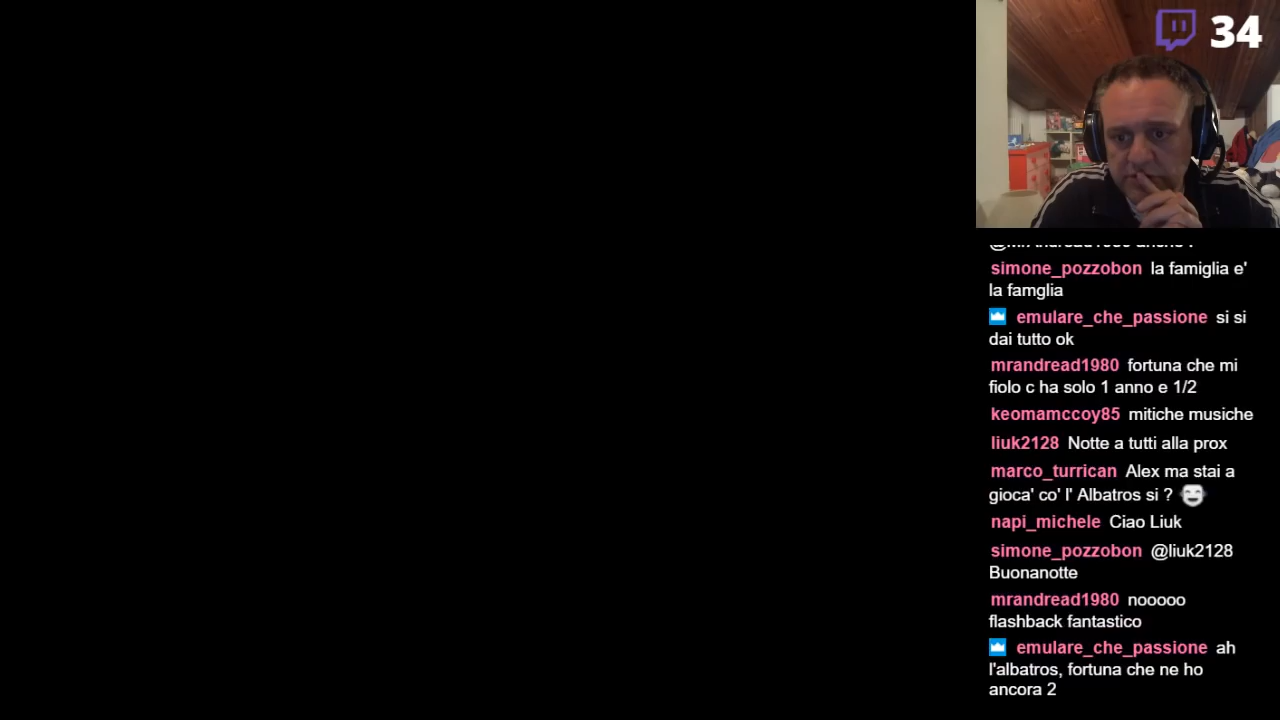 34
simone_pozzobon la famiglia e'
la famglia
emulare_che_passione si si
dai tutto ok
mrandread1980 fortuna che mi
fiolo c ha solo 1 anno e 1/2
keomamccoy85 mitiche musiche
liuk2128 Notte a tutti alla prox
marco_turrican Alex ma stai a
gioca' co' l' Albatros si ?
napi_michele Ciao Liuk
simone_pozzobon @liuk2128
Buonanotte
mrandread1980 nooooo
flashback fantastico
emulare_che_passione ah
l'albatros, fortuna che ne ho
ancora 2